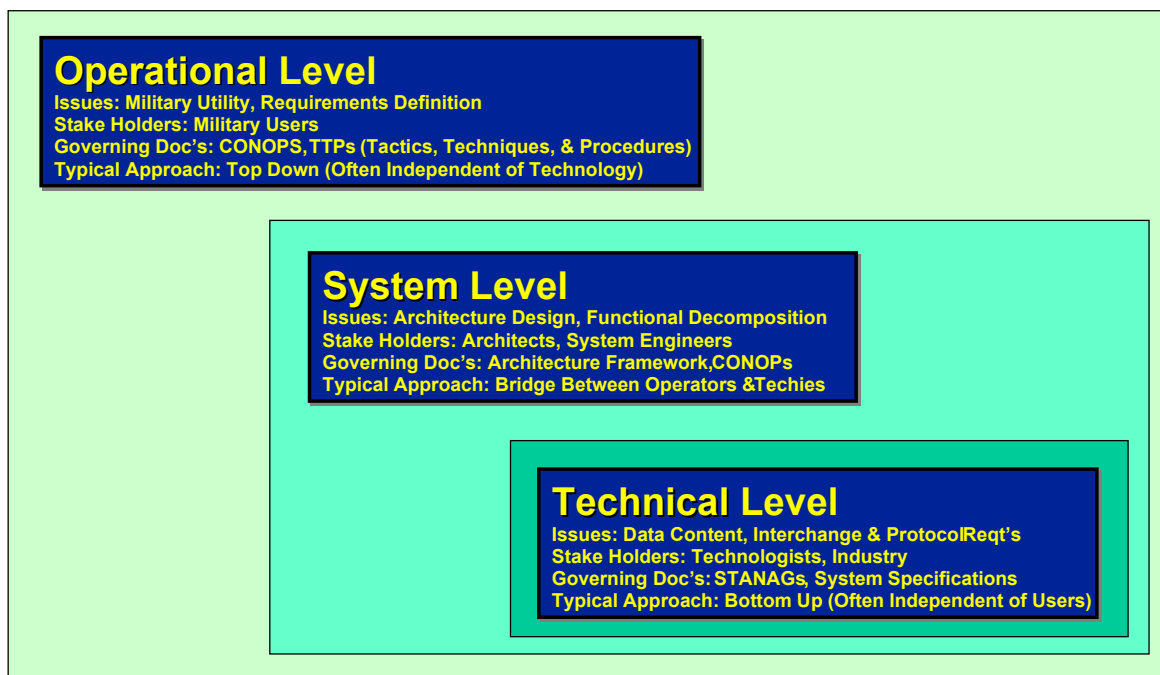 Operational Level
Issues: Military Utility, Requirements Definition
Stake Holders: Military Users
Governing Doc's: CONOPS,TTPs (Tactics, Techniques, & Procedures)
Typical Approach: Top Down (Often Independent of Technology)
System Level
Issues: Architecture Design, Functional Decomposition
Stake Holders: Architects, System Engineers
Governing Doc's: Architecture Framework,CONOPs
Typical Approach: Bridge Between Operators &Techies
Technical Level
Issues: Data Content, Interchange & ProtocolReqt's
Stake Holders: Technologists, Industry
Governing Doc's: STANAGs, System Specifications
Typical Approach: Bottom Up (Often Independent of Users)